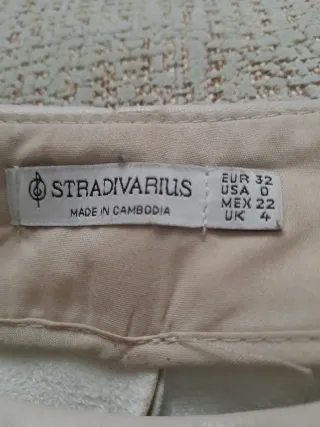 STRADIVARIUS
MADE IN CAMBODIA
EUR 32
USA 0
MEX 22
UK 4